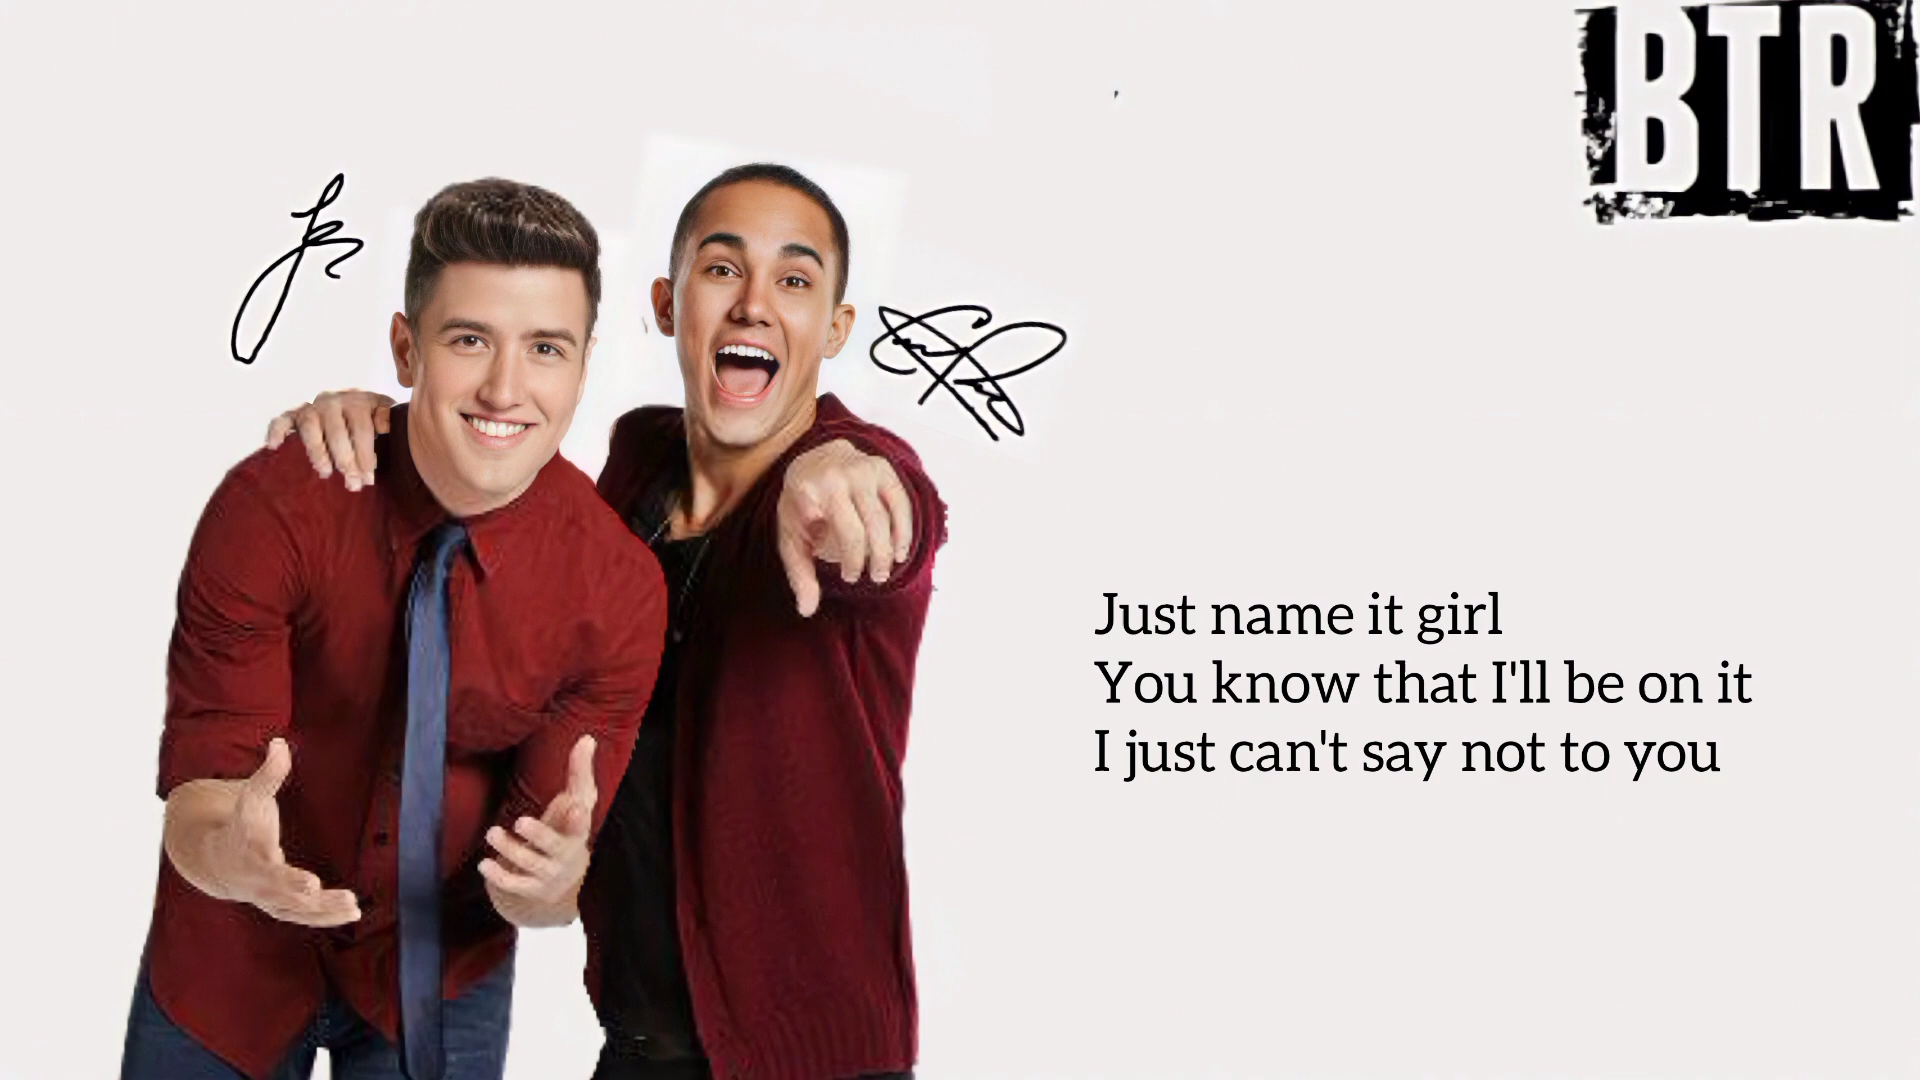 BTR
Just name it girl
You know that I'll be on it
I just can't say not to you